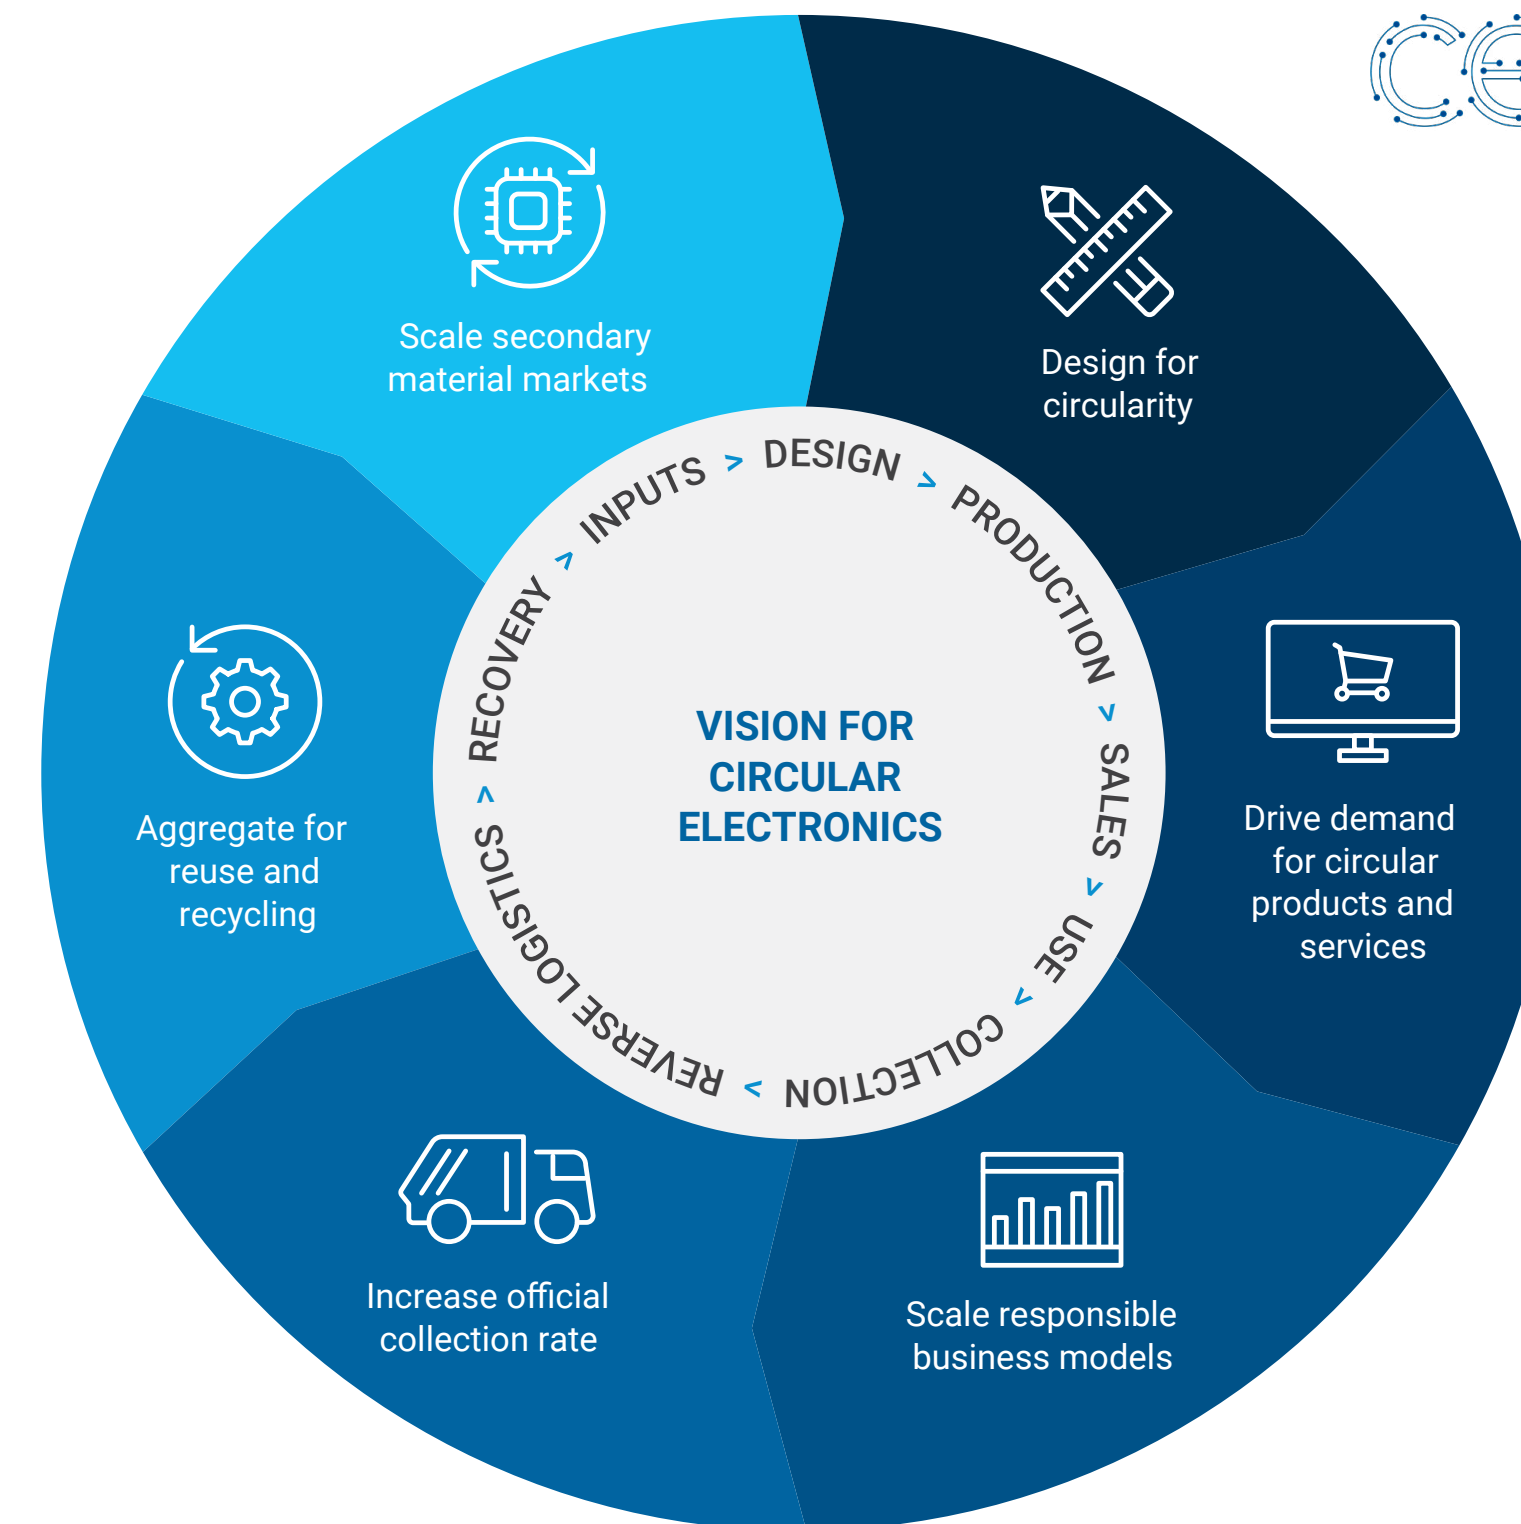 ce
Scale secondary
material markets
Design for
circularity
Drive demand
for circular
products and
services
Scale responsible
business models
Increase official
collection rate
Aggregate for
reuse and
recycling
INPUTS > DESIGN > PRODUCTION > SALES > USE > COLLECTION > REVERSE LOGISTICS > RECOVERY >
VISION FOR
CIRCULAR
ELECTRONICS